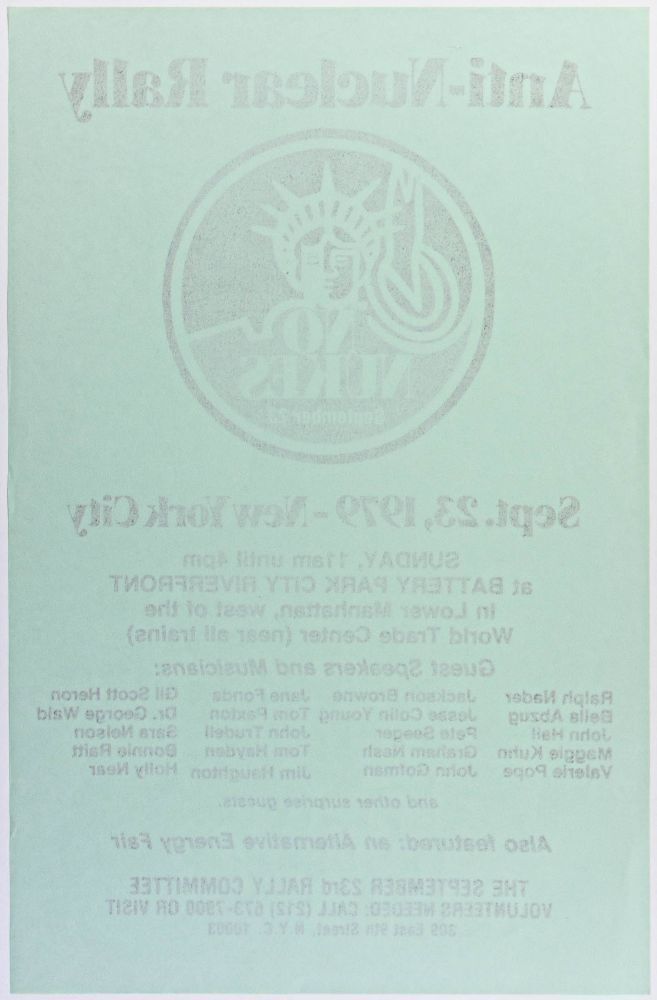 Anti-Nuclear Rally
NO
NUKES
September 23
Sept. 23, 1979 - New York City
SUNDAY, 11am until 4pm
at BATTERY PARK CITY RIVERFRONT
in Lower Manhattan, west of the
World Trade Center (near all trains)
Guest Speakers and Musicians:
Ralph Nader Jackson Browne Jane Fonda Gil Scott Heron
Bella Abzug Jesse Colin Young Tom Paxton Dr. George Wald
John Hall Pete Seeger John Trudell Sara Nelson
Maggie Kuhn Graham Nash Tom Hayden Bonnie Raitt
Valerie Pope John Gofman Jim Haughton Holly Near
and other surprise guests.
Also featured: an Alternative Energy Fair
THE SEPTEMBER 23rd RALLY COMMITTEE
VOLUNTEERS NEEDED: CALL (212) 673-7900 OR VISIT
309 East 9th Street, N.Y.C. 10003